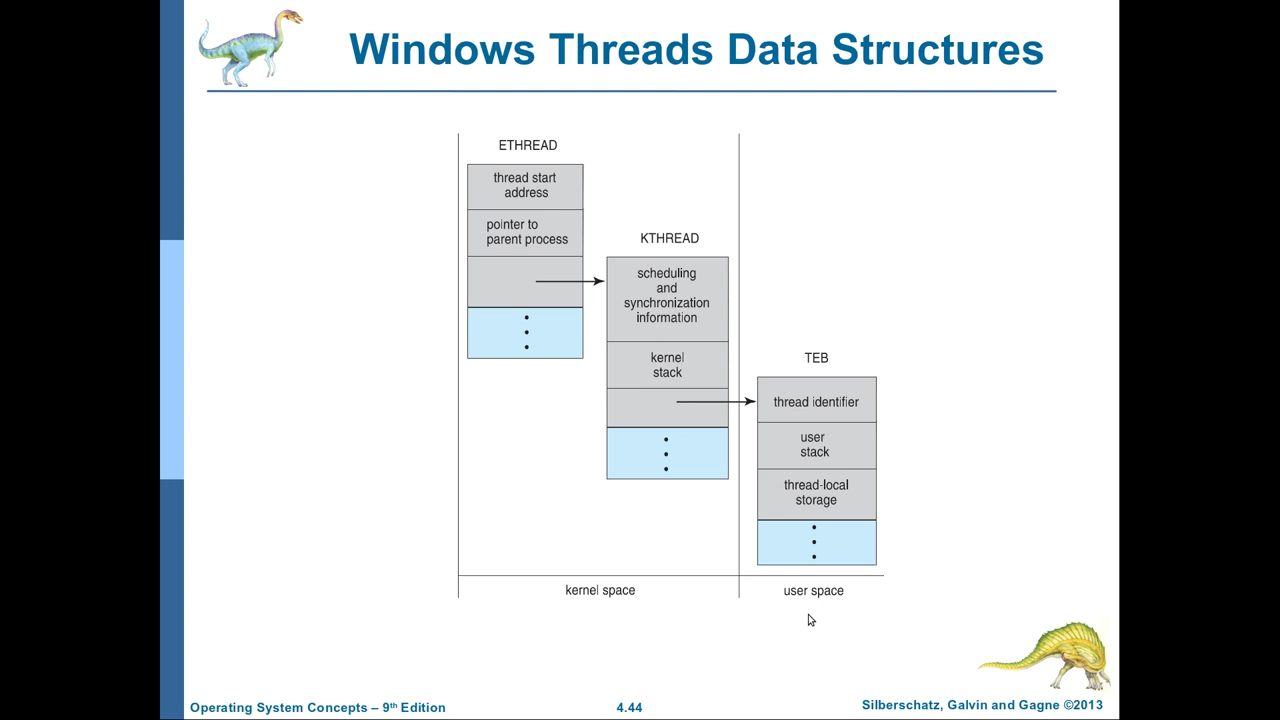 Windows Threads Data Structures
ETHREAD
thread start
address
pointer to
parent process
KTHREAD
scheduling
and
synchronization
information
kernel
stack
TEB
thread identifier
user
stack
thread-local
storage
kernel space
user space
Operating System Concepts – 9th Edition
4.44
Silberschatz, Galvin and Gagne ©2013